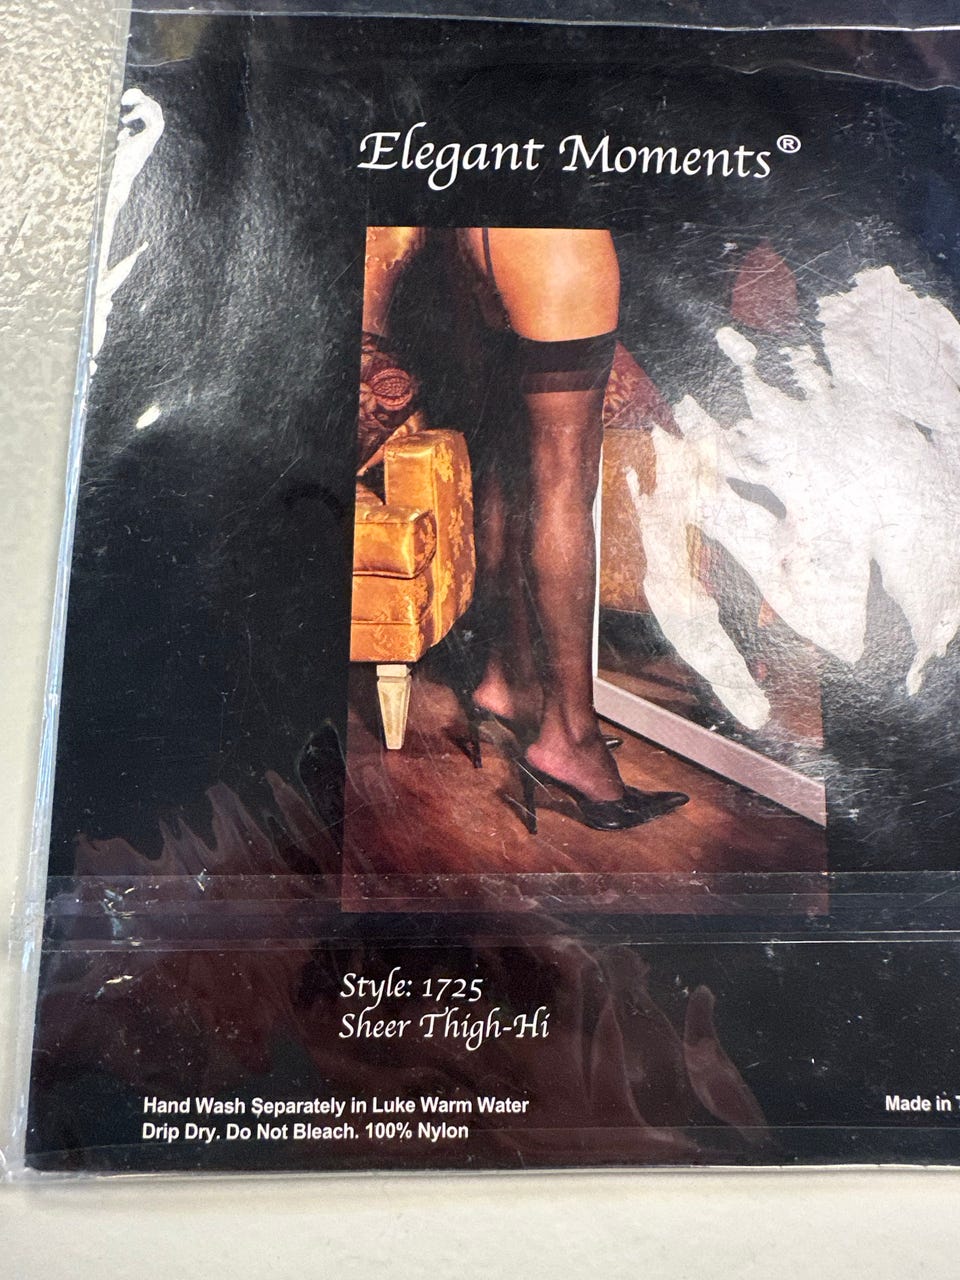 Elegant Moments®
Style: 1725
Sheer Thigh-Hi
Hand Wash Separately in Luke Warm Water
Drip Dry. Do Not Bleach. 100% Nylon
Made in